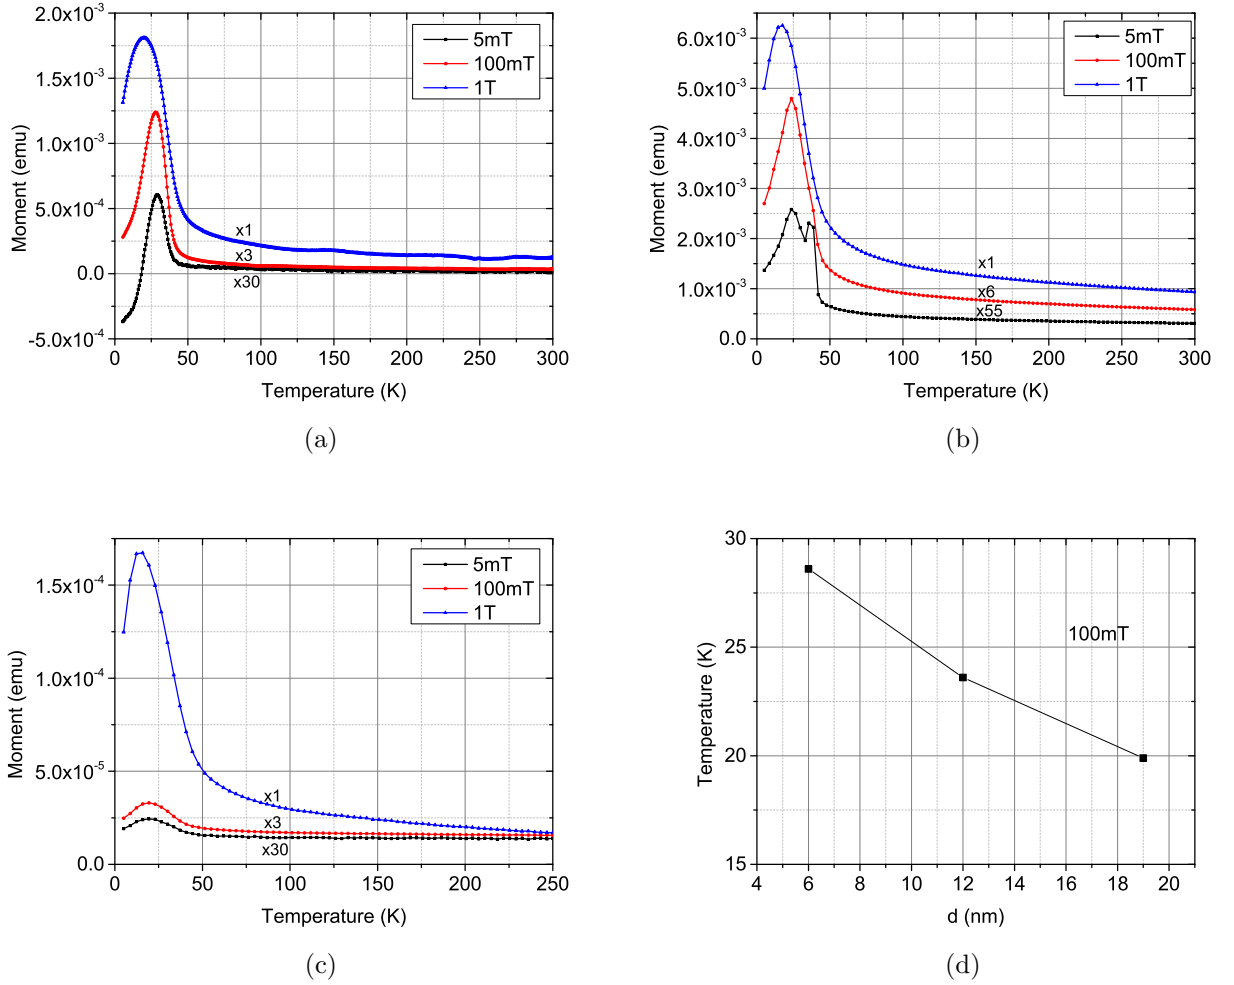 2.0x10⁻³
1.5x10⁻³
1.0x10⁻³
5.0x10⁻⁴
0.0
-5.0x10⁻⁴
Moment (emu)
5mT
100mT
1T
x1
x3
x30
0 50 100 150 200 250 300
Temperature (K)
(a)
6.0x10⁻³
5.0x10⁻³
4.0x10⁻³
3.0x10⁻³
2.0x10⁻³
1.0x10⁻³
0.0
Moment (emu)
5mT
100mT
1T
x1
x6
x55
0 50 100 150 200 250 300
Temperature (K)
(b)
1.5x10⁻⁴
1.0x10⁻⁴
5.0x10⁻⁵
0.0
Moment (emu)
5mT
100mT
1T
x1
x3
x30
0 50 100 150 200 250
Temperature (K)
(c)
30
25
20
15
Temperature (K)
100mT
4 6 8 10 12 14 16 18 20
d (nm)
(d)